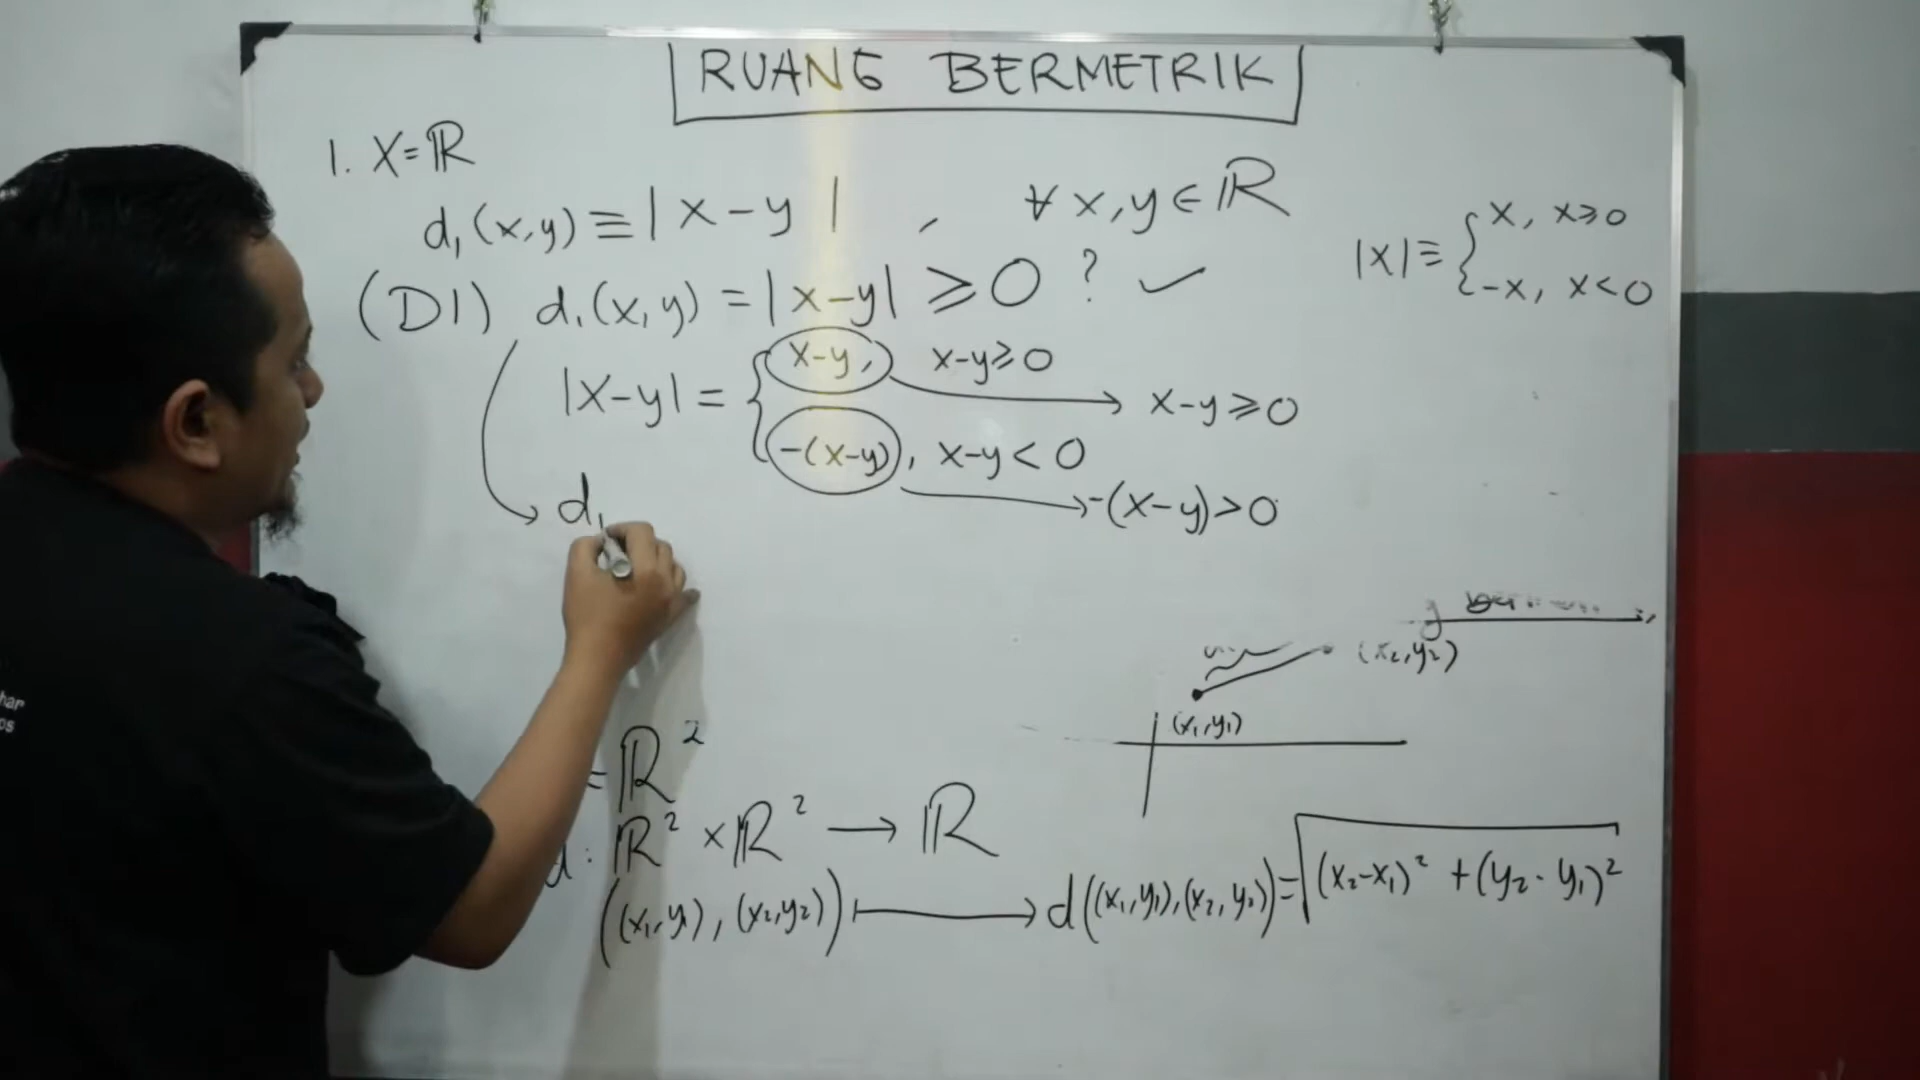 RUANG BERMETRIK
1. X=ℝ
d₁(x,y) ≡ |x-y| , ∀ x,y ∈ ℝ
|x| ≡ { x, x≥0
-x, x<0
(D1) d₁(x,y) = |x-y| ≥ 0 ? ✓
|x-y| = { x-y, x-y≥0 → x-y≥0
-(x-y), x-y<0 → -(x-y)>0
d₁
(x₂,y₂)
(x₁,y₁)
= ℝ²
d : ℝ² × ℝ² → ℝ
((x₁,y₁), (x₂,y₂)) ↦ d((x₁,y₁),(x₂,y₂)) = √((x₂-x₁)² + (y₂-y₁)²)